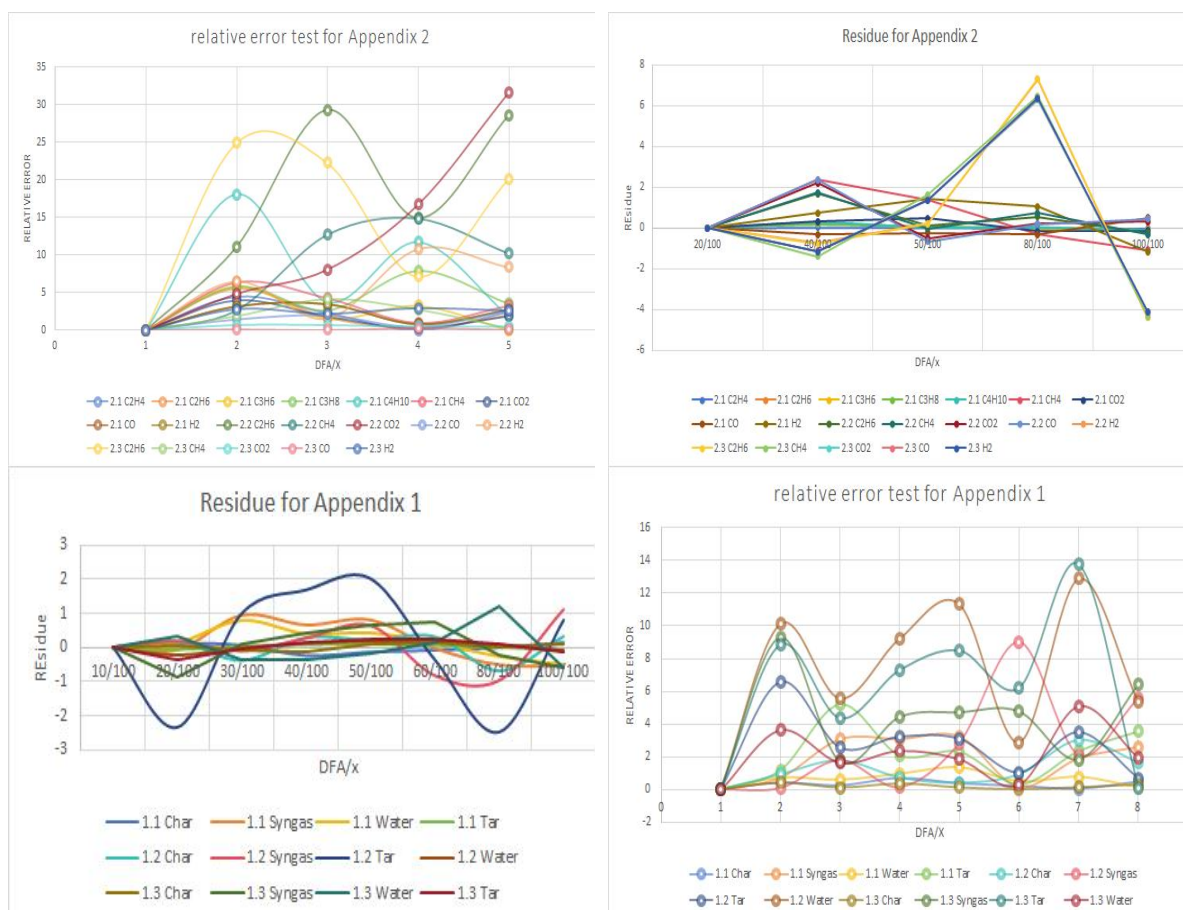 relative error test for Appendix 2
35
30
25
20
15
10
5
0
RELATIVE ERROR
0 1 2 3 4 5
DFA/X
2.1 C2H4 2.1 C2H6 2.1 C3H6 2.1 C3H8 2.1 C4H10 2.1 CH4 2.1 CO2
2.1 CO 2.1 H2 2.2 C2H6 2.2 CH4 2.2 CO2 2.2 CO 2.2 H2
2.3 C2H6 2.3 CH4 2.3 CO2 2.3 CO 2.3 H2
Residue for Appendix 2
8
6
4
2
0
-2
-4
-6
REsidue
20/100 40/100 50/100 80/100 100/100
DFA/X
2.1 C2H4 2.1 C2H6 2.1 C3H6 2.1 C3H8 2.1 C4H10 2.1 CH4 2.1 CO2
2.1 CO 2.1 H2 2.2 C2H6 2.2 CH4 2.2 CO2 2.2 CO 2.2 H2
2.3 C2H6 2.3 CH4 2.3 CO2 2.3 CO 2.3 H2
Residue for Appendix 1
3
2
1
0
-1
-2
-3
REsidue
10/100 20/100 30/100 40/100 50/100 60/100 80/100 100/100
DFA/x
1.1 Char 1.1 Syngas 1.1 Water 1.1 Tar
1.2 Char 1.2 Syngas 1.2 Tar 1.2 Water
1.3 Char 1.3 Syngas 1.3 Water 1.3 Tar
relative error test for Appendix 1
16
14
12
10
8
6
4
2
0
-2
RELATIVE ERROR
0 1 2 3 4 5 6 7 8
DFA/X
1.1 Char 1.1 Syngas 1.1 Water 1.1 Tar 1.2 Char 1.2 Syngas
1.2 Tar 1.2 Water 1.3 Char 1.3 Syngas 1.3 Tar 1.3 Water